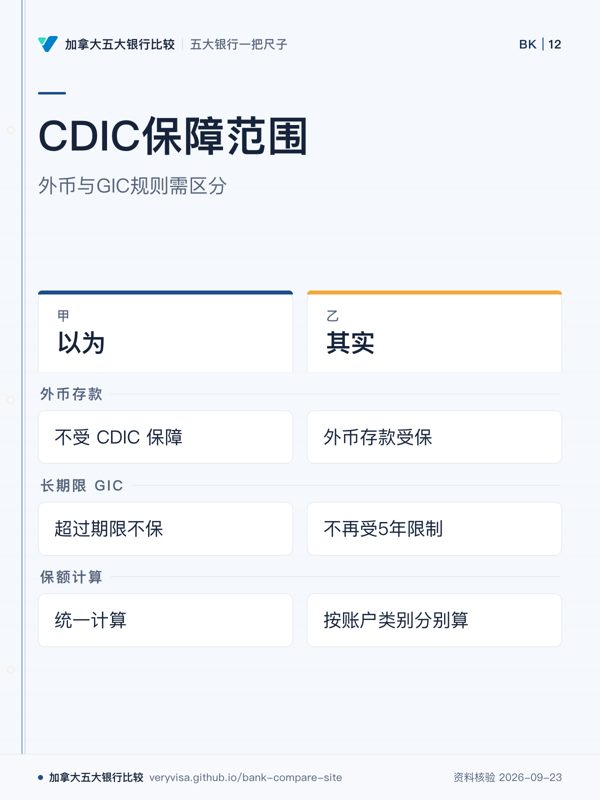 加拿大五大银行比较 五大银行一把尺子 BK 12
CDIC保障范围
外币与GIC规则需区分
甲 乙
以为 其实
外币存款
不受 CDIC 保障 外币存款受保
长期限 GIC
超过期限不保 不再受5年限制
保额计算
统一计算 按账户类别分别算
加拿大五大银行比较 veryvisa.github.io/bank-compare-site 资料核验 2026-09-23